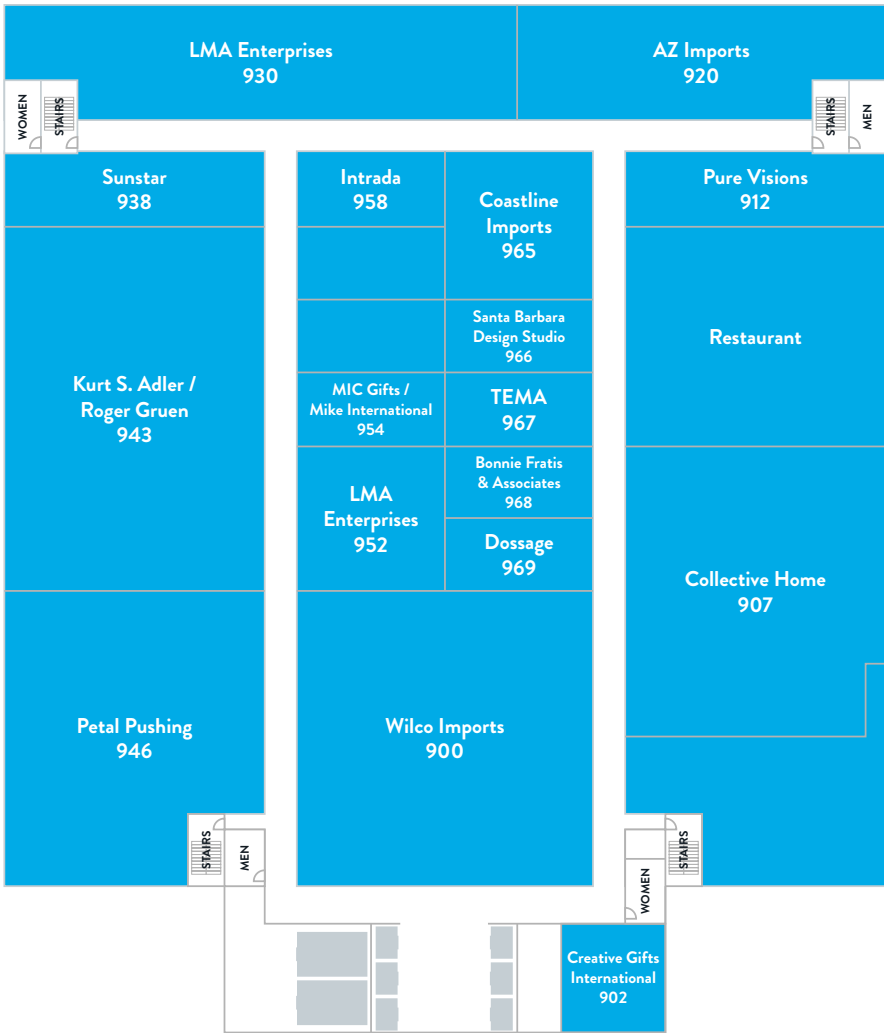 LMA Enterprises
930
AZ Imports
920
WOMEN
STAIRS
STAIRS
MEN
Sunstar
938
Intrada
958
Coastline
Imports
965
Pure Visions
912
Santa Barbara
Design Studio
966
Restaurant
Kurt S. Adler /
Roger Gruen
943
MIC Gifts /
Mike International
954
TEMA
967
Bonnie Fratis
& Associates
968
LMA
Enterprises
952
Dossage
969
Collective Home
907
Petal Pushing
946
Wilco Imports
900
STAIRS
MEN
STAIRS
WOMEN
Creative Gifts
International
902